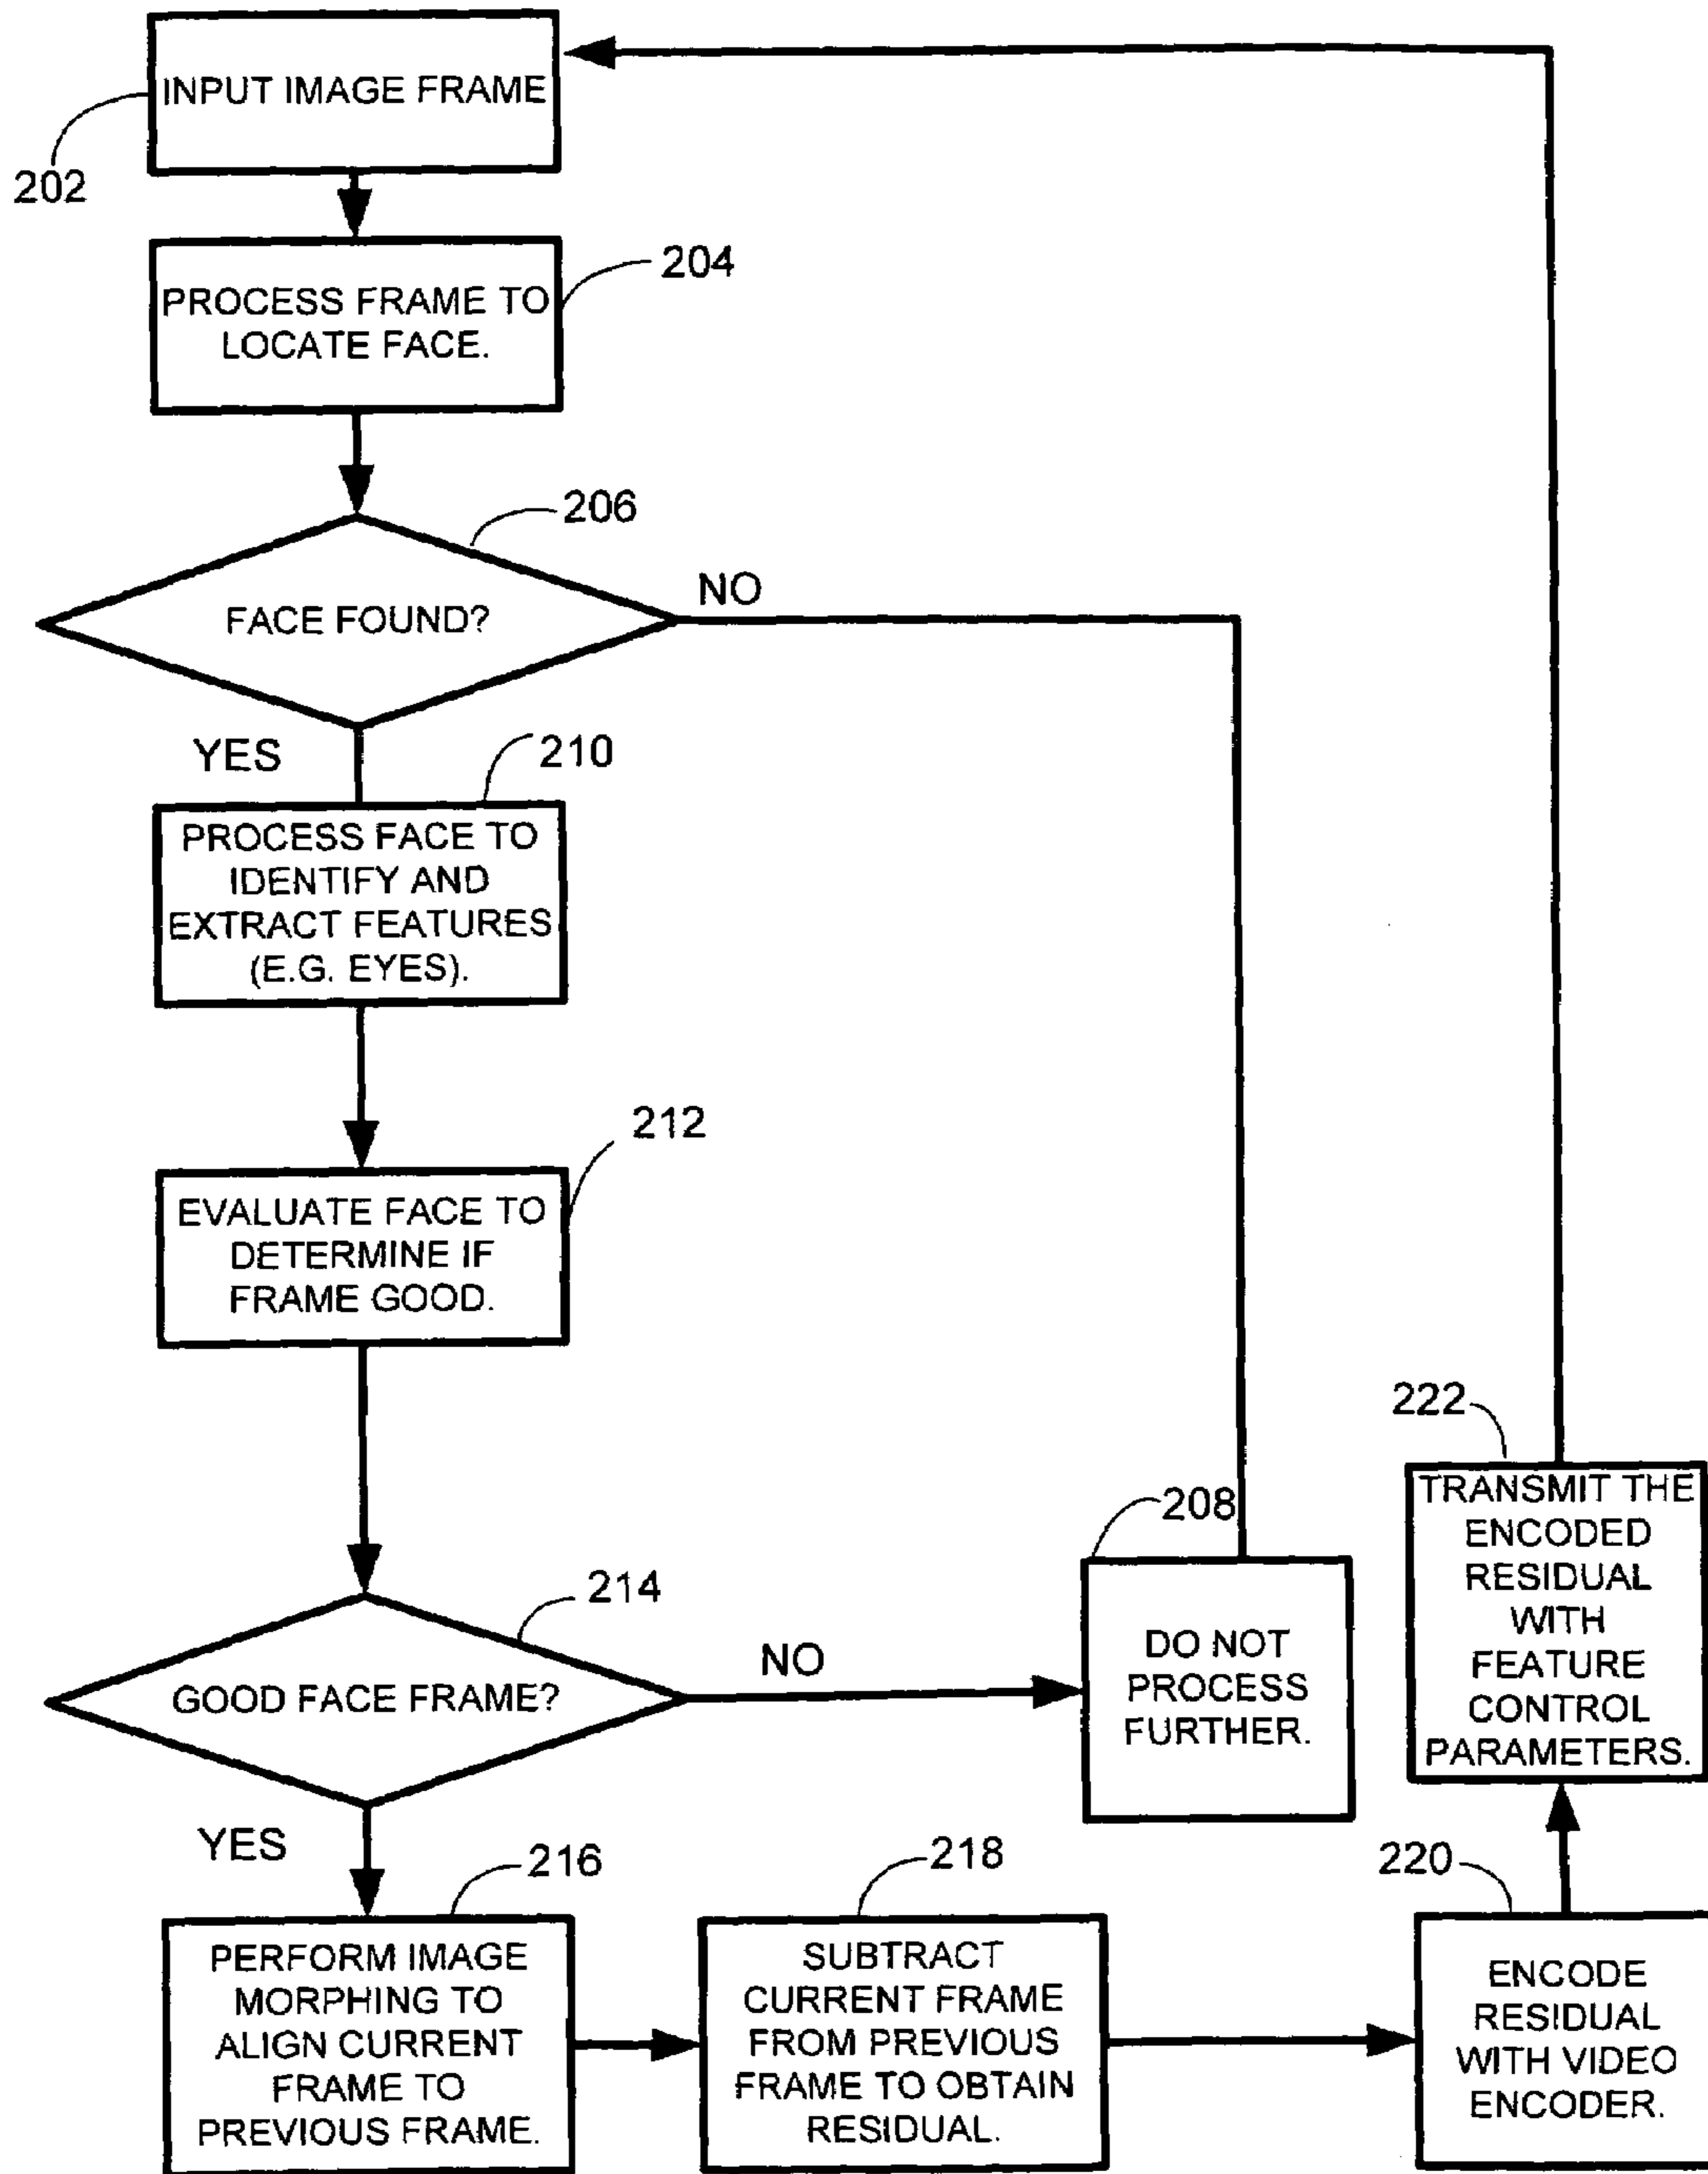 INPUT IMAGE FRAME
202
PROCESS FRAME TO
LOCATE FACE.
204
206
FACE FOUND?
NO
YES
210
PROCESS FACE TO
IDENTIFY AND
EXTRACT FEATURES
(E.G. EYES).
212
EVALUATE FACE TO
DETERMINE IF
FRAME GOOD.
214
GOOD FACE FRAME?
NO
208
DO NOT
PROCESS
FURTHER.
YES
216
PERFORM IMAGE
MORPHING TO
ALIGN CURRENT
FRAME TO
PREVIOUS FRAME.
218
SUBTRACT
CURRENT FRAME
FROM PREVIOUS
FRAME TO OBTAIN
RESIDUAL.
220
ENCODE
RESIDUAL
WITH VIDEO
ENCODER.
222
TRANSMIT THE
ENCODED
RESIDUAL
WITH
FEATURE
CONTROL
PARAMETERS.